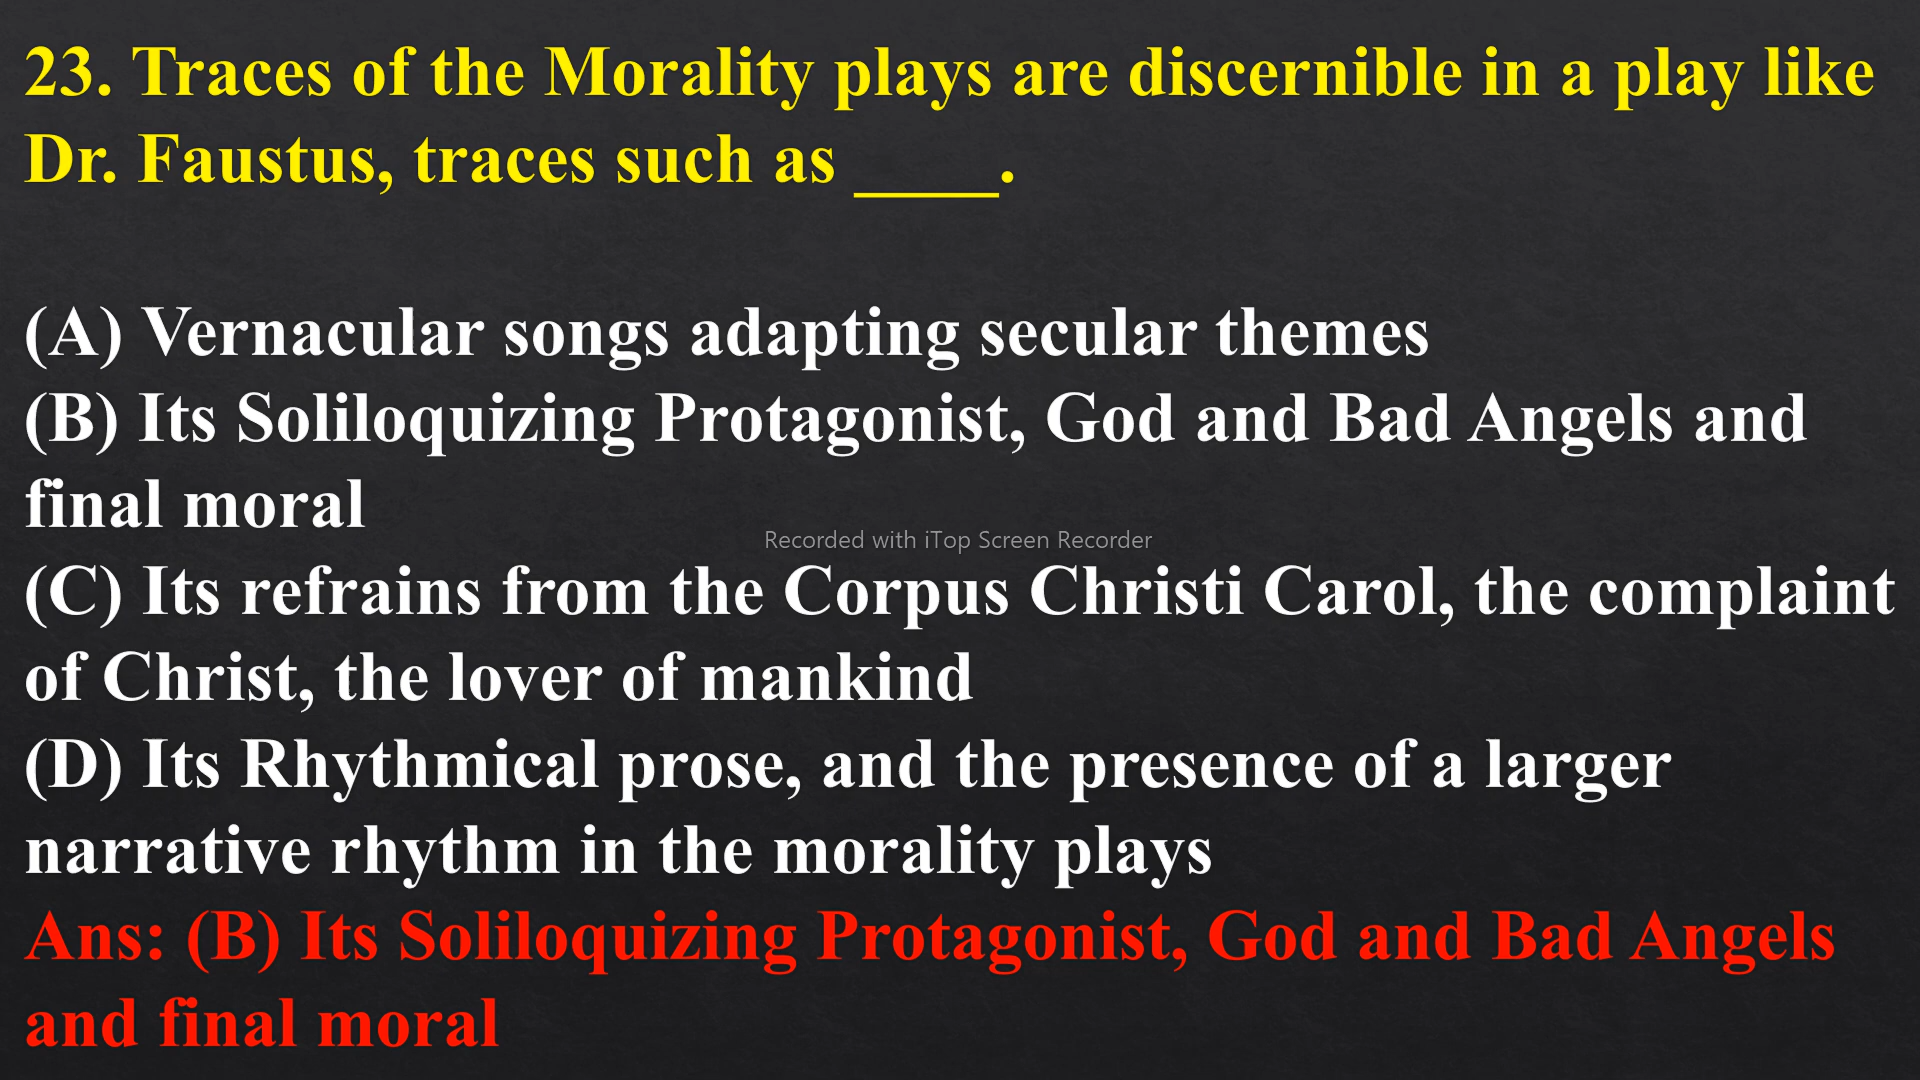 23. Traces of the Morality plays are discernible in a play like
Dr. Faustus, traces such as ____.
(A) Vernacular songs adapting secular themes
(B) Its Soliloquizing Protagonist, God and Bad Angels and
final moral
Recorded with iTop Screen Recorder
(C) Its refrains from the Corpus Christi Carol, the complaint
of Christ, the lover of mankind
(D) Its Rhythmical prose, and the presence of a larger
narrative rhythm in the morality plays
Ans: (B) Its Soliloquizing Protagonist, God and Bad Angels
and final moral